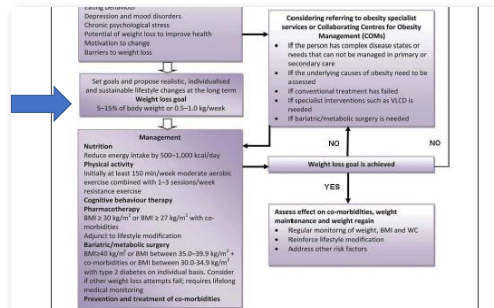 Eating behaviour
Depression and mood disorders
Chronic psychological stress
Potential of weight loss to improve health
Motivation to change
Barriers to weight loss
Set goals and propose realistic, individualised
and sustainable lifestyle changes at the long term
Weight loss goal
5–15% of body weight or 0.5–1.0 kg/week
Management
Nutrition
Reduce energy intake by 500–1,000 kcal/day
Physical activity
Initially at least 150 min/week moderate aerobic
exercise combined with 1–3 sessions/week
resistance exercise
Cognitive behaviour therapy
Pharmacotherapy
BMI ≥ 30 kg/m² or BMI ≥ 27 kg/m² with co-
morbidities
Adjunct to lifestyle modification
Bariatric/metabolic surgery
BMI≥40 kg/m² or BMI between 35.0–39.9 kg/m² +
co-morbidities or BMI between 30.0-34.9 kg/m²
with type 2 diabetes on individual basis. Consider
if other weight loss attempts fail; requires lifelong
medical monitoring
Prevention and treatment of co-morbidities
Considering referring to obesity specialist
services or Collaborating Centres for Obesity
Management (COMs)
• If the person has complex disease states or
needs that can not be managed in primary or
secondary care
• If the underlying causes of obesity need to be
assessed
• If conventional treatment has failed
• If specialist interventions such as VLCD is
needed
• If bariatric/metabolic surgery is needed
NO
NO
Weight loss goal is achieved
YES
Assess effect on co-morbidities, weight
maintenance and weight regain
• Regular monitorng of weight, BMI and WC
• Reinforce lifestyle modification
• Address other risk factors